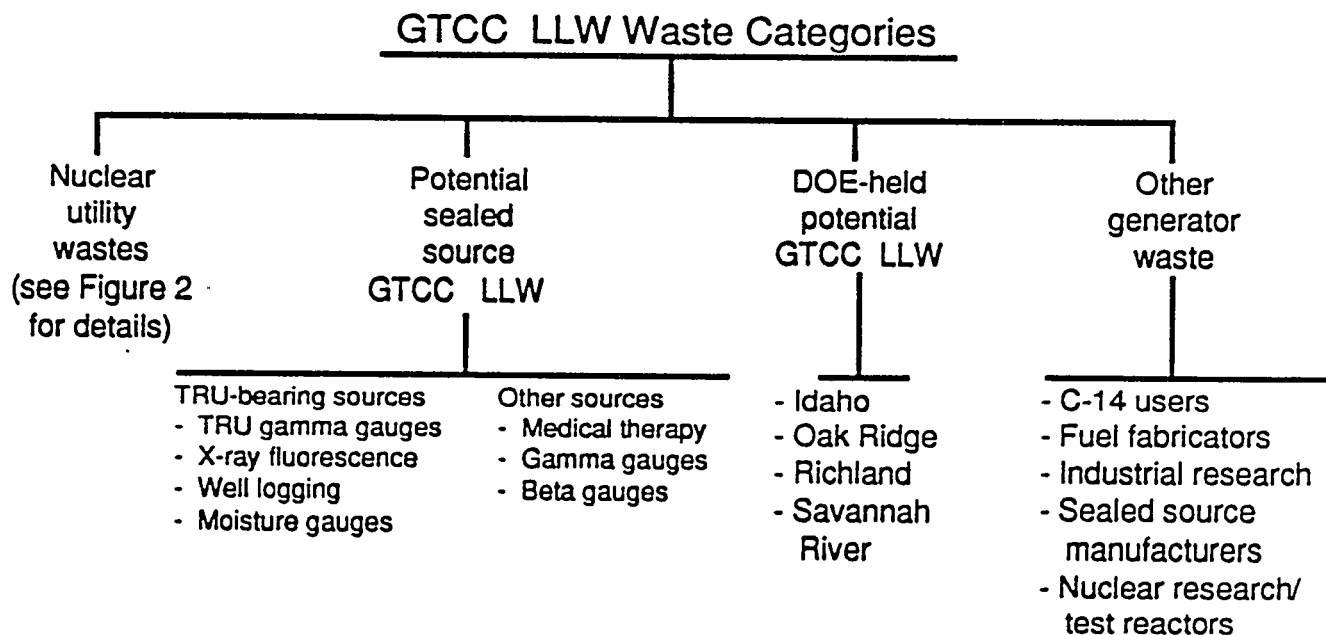 GTCC LLW Waste Categories
Nuclear
utility
wastes
(see Figure 2
for details)
Potential
sealed
source
GTCC LLW
DOE-held
potential
GTCC LLW
Other
generator
waste
TRU-bearing sources
- TRU gamma gauges
- X-ray fluorescence
- Well logging
- Moisture gauges
Other sources
- Medical therapy
- Gamma gauges
- Beta gauges
- Idaho
- Oak Ridge
- Richland
- Savannah
River
- C-14 users
- Fuel fabricators
- Industrial research
- Sealed source
manufacturers
- Nuclear research/
test reactors